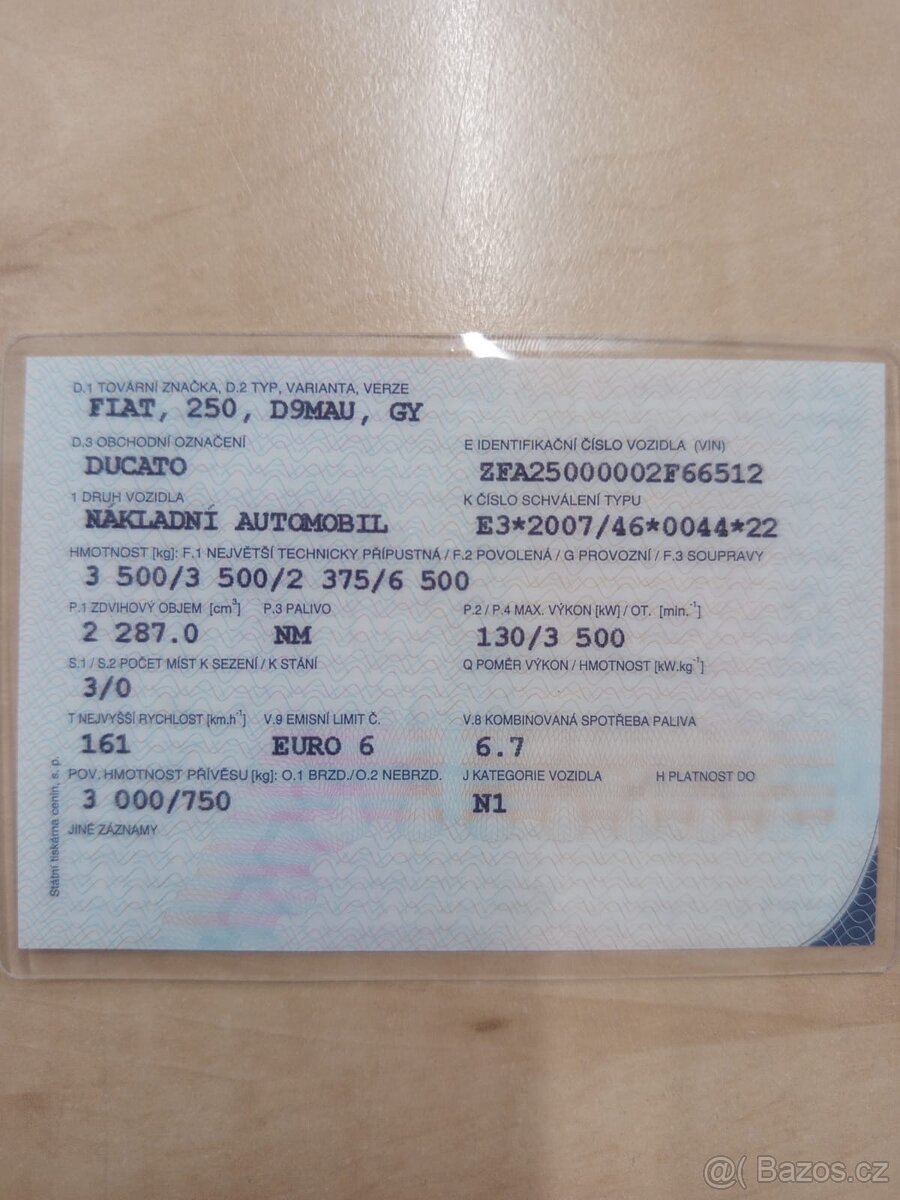 D.1 TOVÁRNÍ ZNAČKA, D.2 TYP, VARIANTA, VERZE
FIAT, 250, D9MAU, GY
D.3 OBCHODNÍ OZNAČENÍ E IDENTIFIKAČNÍ ČÍSLO VOZIDLA (VIN)
DUCATO ZFA25000002F66512
1 DRUH VOZIDLA K ČÍSLO SCHVÁLENÍ TYPU
NÁKLADNÍ AUTOMOBIL E3*2007/46*0044*22
HMOTNOST [kg]: F.1 NEJVĚTŠÍ TECHNICKY PŘÍPUSTNÁ / F.2 POVOLENÁ / G PROVOZNÍ / F.3 SOUPRAVY
3 500/3 500/2 375/6 500
P.1 ZDVIHOVÝ OBJEM [cm³] P.3 PALIVO P.2 / P.4 MAX. VÝKON [kW] / OT. [min.⁻¹]
2 287.0 NM 130/3 500
S.1 / S.2 POČET MÍST K SEZENÍ / K STÁNÍ Q POMĚR VÝKON / HMOTNOST [kW.kg⁻¹]
3/0
T NEJVYŠŠÍ RYCHLOST [km.h⁻¹] V.9 EMISNÍ LIMIT Č. V.8 KOMBINOVANÁ SPOTŘEBA PALIVA
161 EURO 6 6.7
POV. HMOTNOST PŘÍVĚSU [kg]: O.1 BRZD./O.2 NEBRZD. J KATEGORIE VOZIDLA H PLATNOST DO
3 000/750 N1
JINÉ ZÁZNAMY
Státní tiskárna cenin, s. p.
@( Bazos.cz